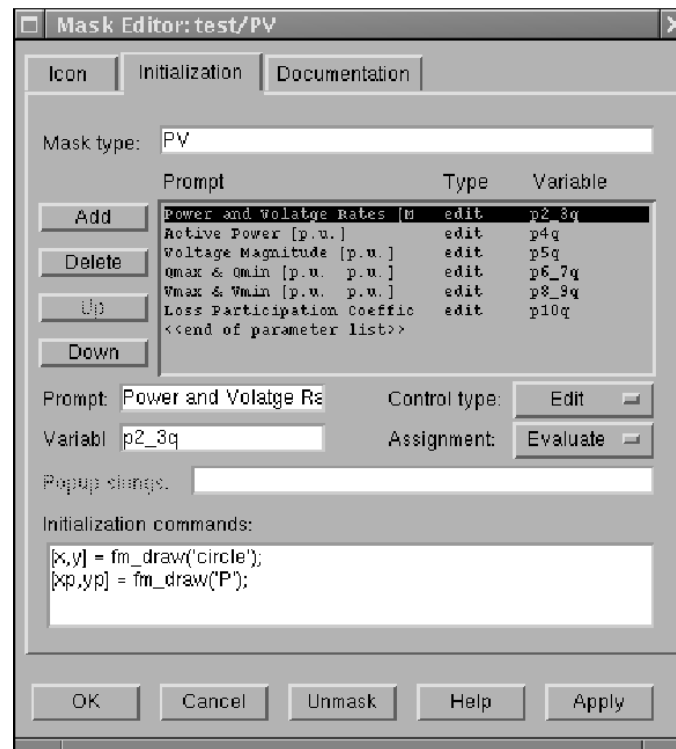 Mask Editor: test/PV
Icon Initialization Documentation
Mask type: PV
Prompt Type Variable
Add
Delete
Up
Down
Power and Volatge Rates [M edit p2_3q
Active Power [p.u.] edit p4q
Voltage Magnitude [p.u.] edit p5q
Qmax & Qmin [p.u. p.u.] edit p6_7q
Vmax & Vmin [p.u. p.u.] edit p8_9q
Loss Participation Coeffic edit p10q
<<end of parameter list>>
Prompt: Power and Volatge Ra Control type: Edit
Variabl p2_3q Assignment: Evaluate
Popup
Initialization commands:
[x,y] = fm_draw('circle');
[xp,yp] = fm_draw('P');
OK Cancel Unmask Help Apply